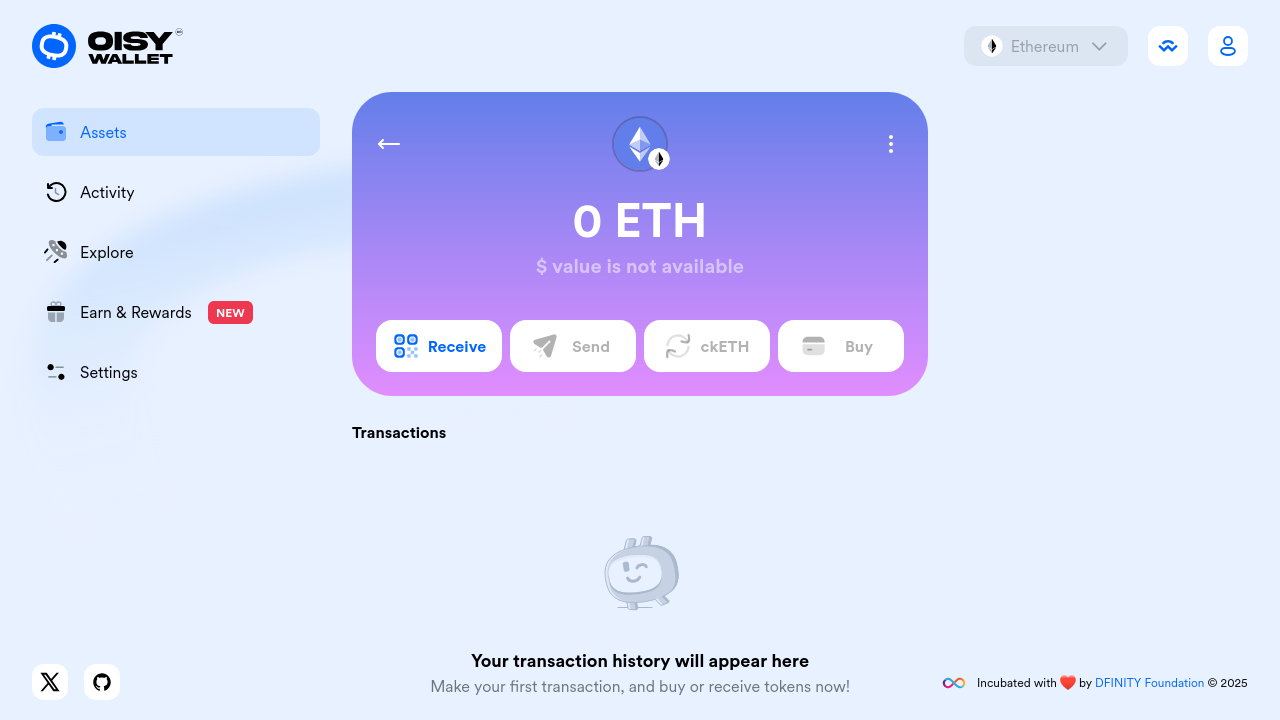 OISY
WALLET
Ethereum
Assets
Activity
Explore
Earn & Rewards NEW
Settings
0 ETH
$ value is not available
Receive
Send
ckETH
Buy
Transactions
Your transaction history will appear here
Make your first transaction, and buy or receive tokens now!
Incubated with ❤️ by DFINITY Foundation © 2025